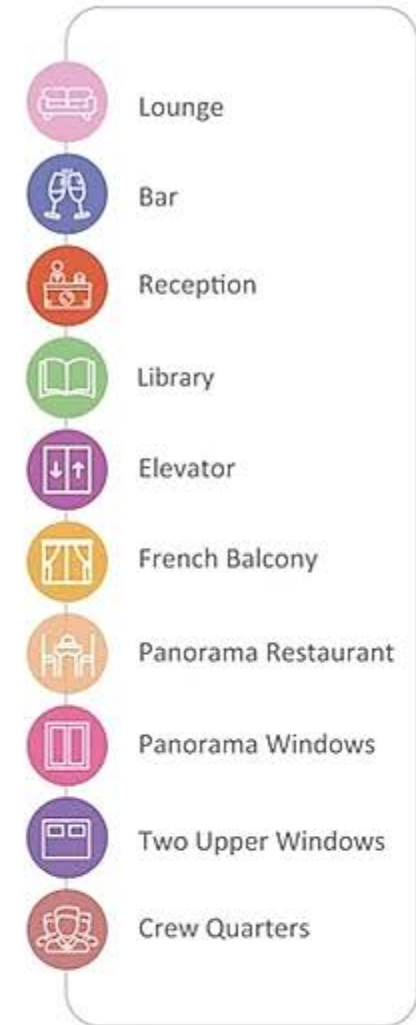 Lounge
Bar
Reception
Library
Elevator
French Balcony
Panorama Restaurant
Panorama Windows
Two Upper Windows
Crew Quarters